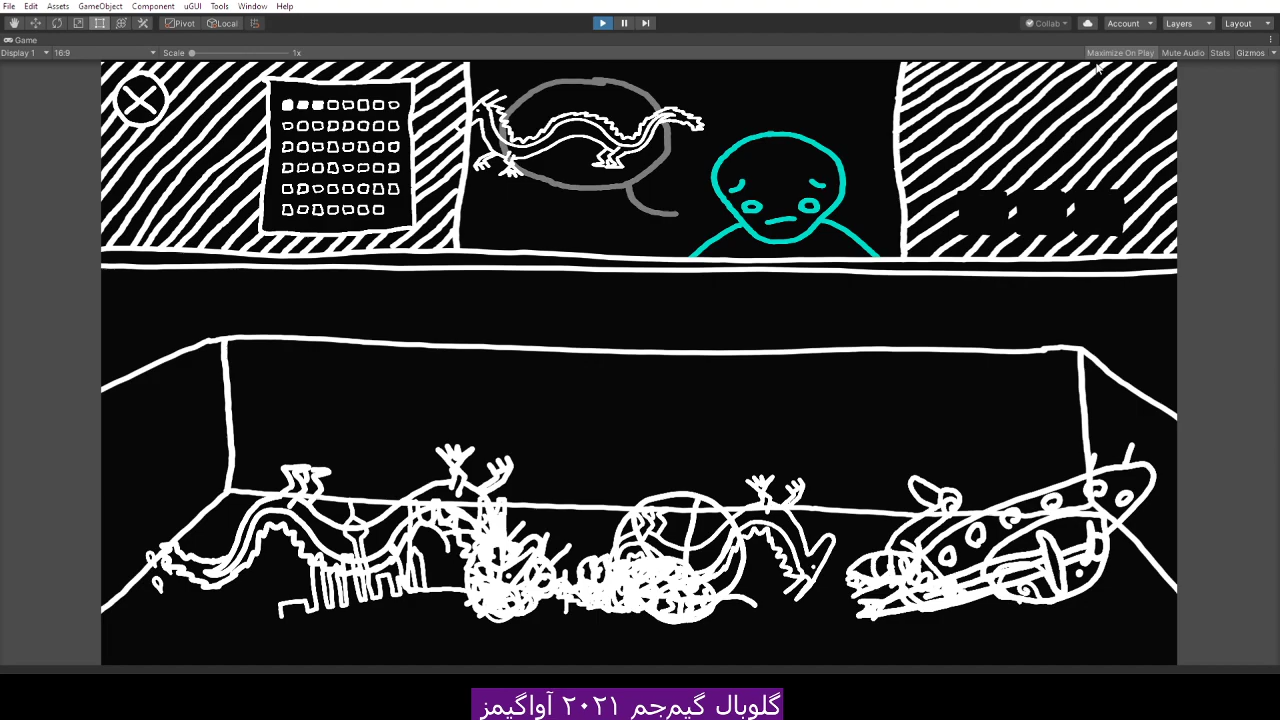 File Edit Assets GameObject Component uGUI Tools Window Help
Pivot Local Collab Account Layers Layout
Game
Display 1 16:9 Scale 1x Maximize On Play Mute Audio Stats Gizmos
گلوبال گیم‌جم ۲۰۲۱ آواگیمز